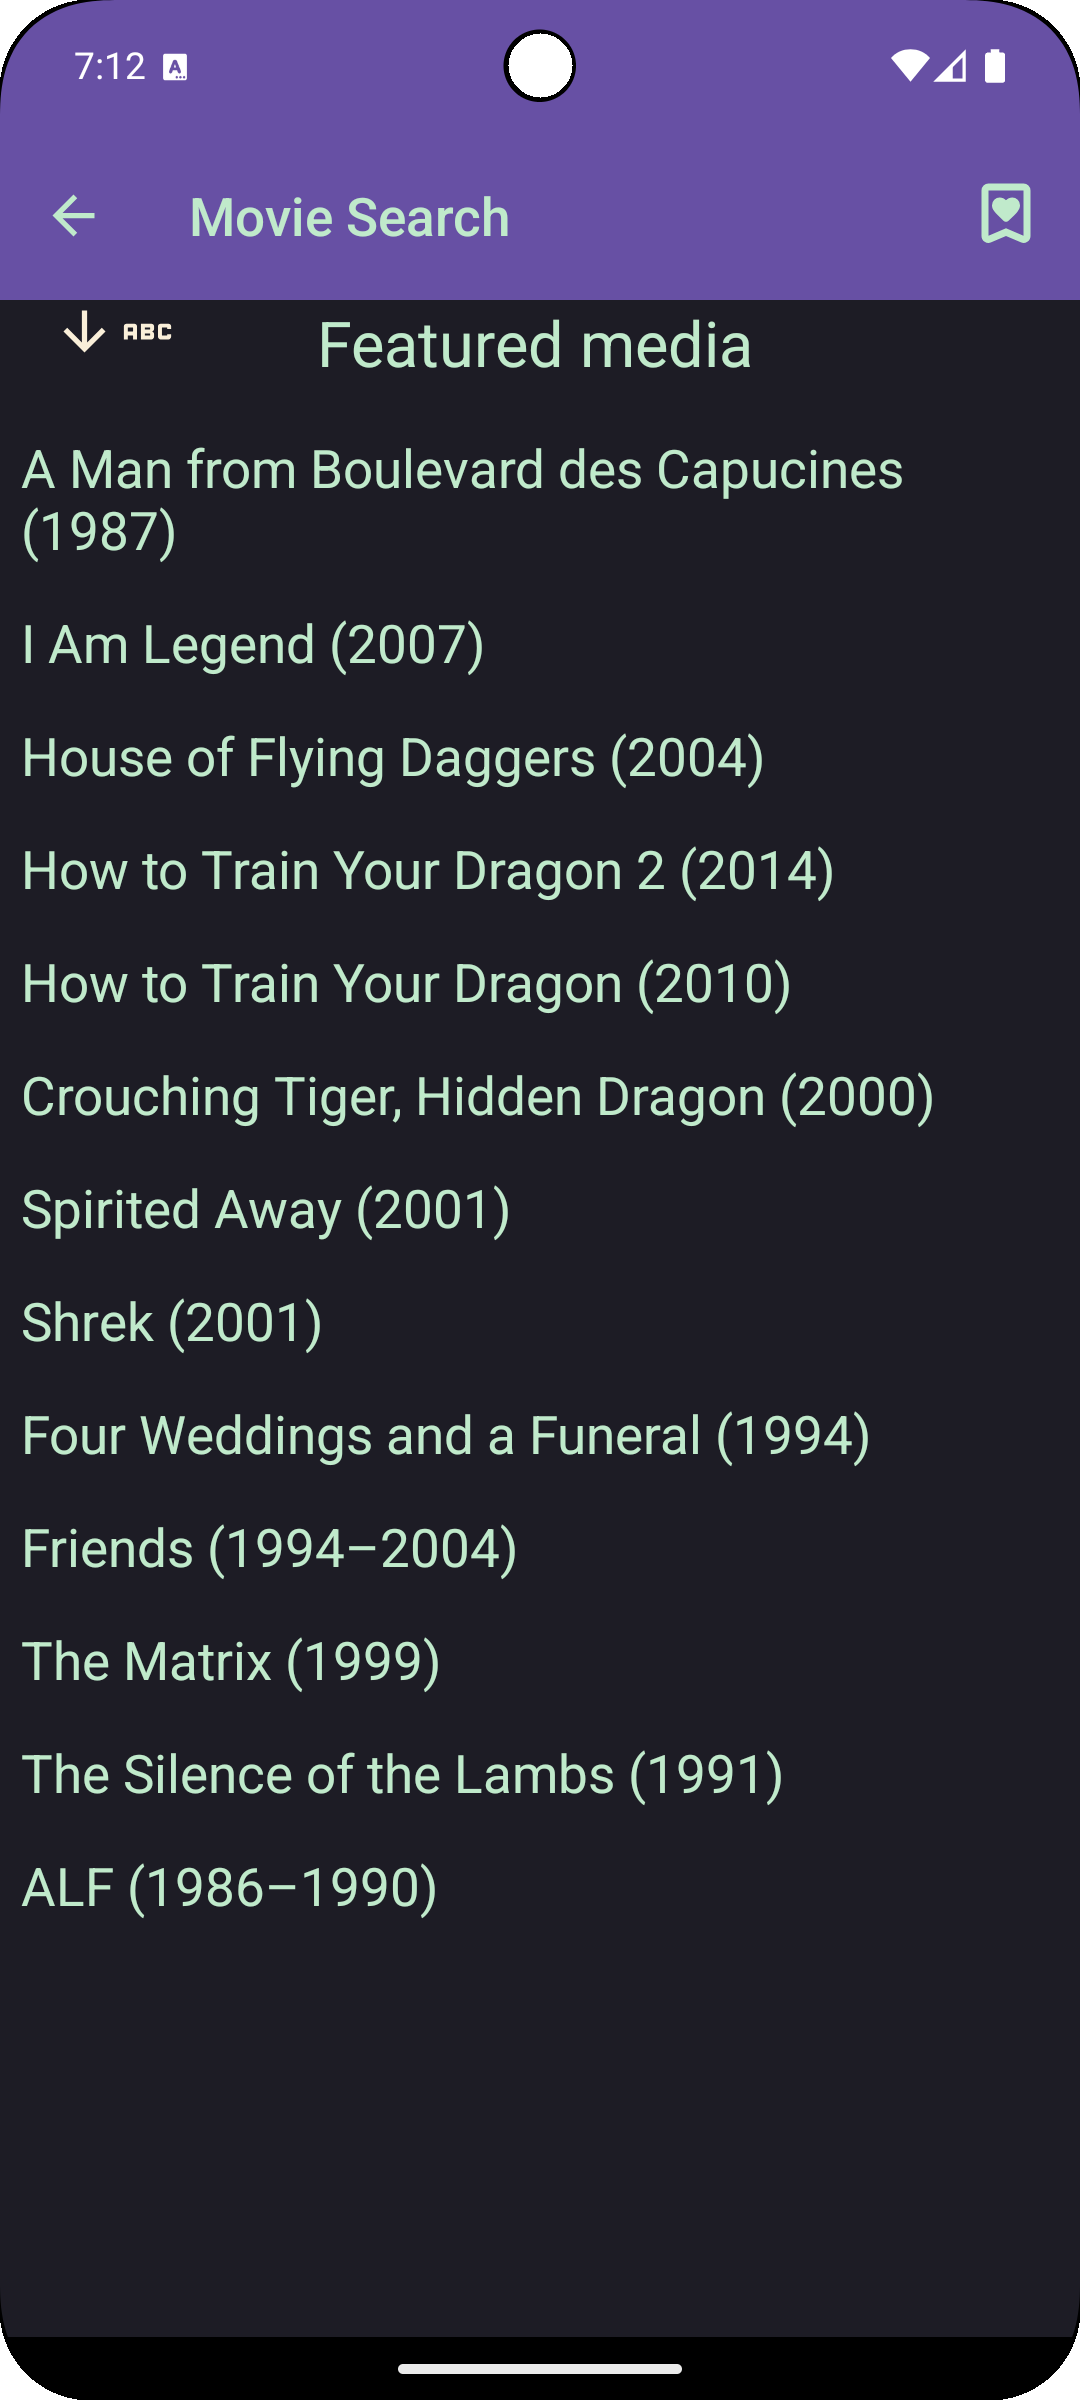 7:12
Movie Search
ABC
Featured media
A Man from Boulevard des Capucines
(1987)
I Am Legend (2007)
House of Flying Daggers (2004)
How to Train Your Dragon 2 (2014)
How to Train Your Dragon (2010)
Crouching Tiger, Hidden Dragon (2000)
Spirited Away (2001)
Shrek (2001)
Four Weddings and a Funeral (1994)
Friends (1994–2004)
The Matrix (1999)
The Silence of the Lambs (1991)
ALF (1986–1990)